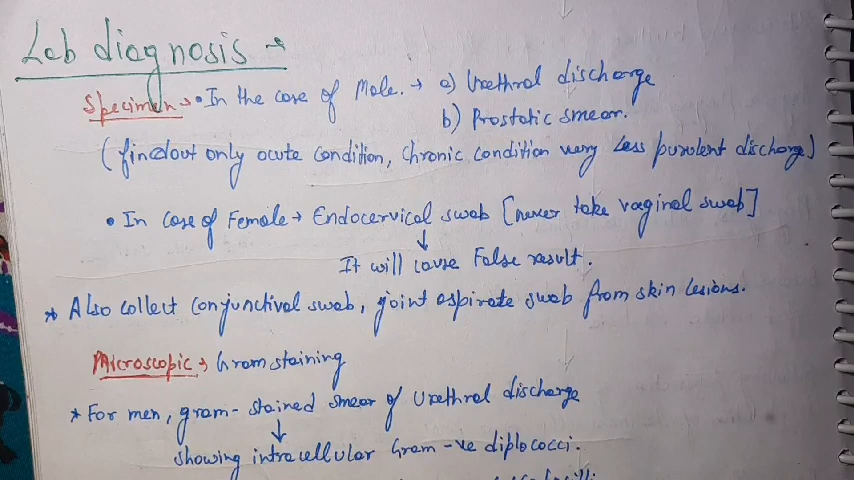 Lab diagnosis →
Specimen → • In the case of Male. → a) Urethral discharge
b) Prostatic smear.
(findout only acute condition, Chronic condition very less purulent discharge)
• In case of Female → Endocervical swab [never take vaginal swab]
↓
It will cause False result.
* Also collect conjunctival swab, joint aspirate swab from skin lesions.
Microscopic → Gram staining
* For men, gram-stained smear of Urethral discharge
↓
showing intracellular Gram -ve diplococci.